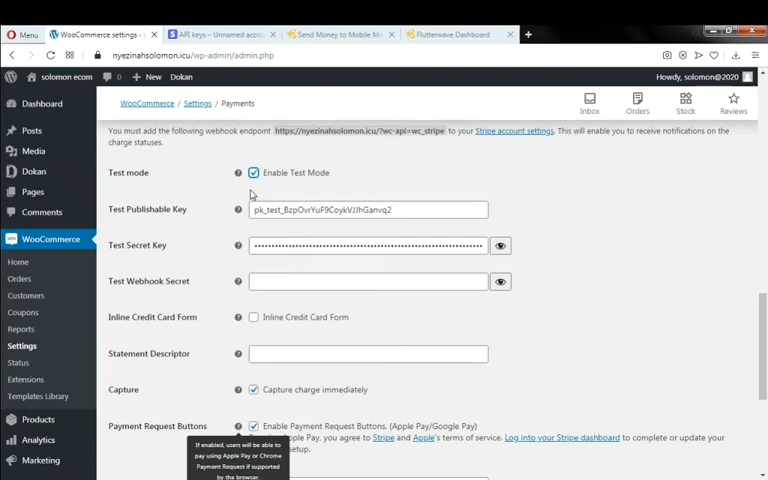 Menu
WooCommerce settings ‹ s
API keys – Unnamed accou
Send Money to Mobile Mo
Flutterwave Dashboard
nyezinahsolomon.icu/wp-admin/admin.php
solomon ecom
0
+ New
Dokan
Howdy, solomon@2020
Dashboard
Posts
Media
Dokan
Pages
Comments
WooCommerce
Home
Orders
Customers
Coupons
Reports
Settings
Status
Extensions
Templates Library
Products
Analytics
Marketing
WooCommerce / Settings / Payments
Inbox
Orders
Stock
Reviews
You must add the following webhook endpoint https://nyezinahsolomon.icu/?wc-api=wc_stripe to your Stripe account settings. This will enable you to receive notifications on the
charge statuses.
Test mode
Enable Test Mode
Test Publishable Key
pk_test_BzpOvrYuF9CoykVJJhGanvq2
Test Secret Key
Test Webhook Secret
Inline Credit Card Form
Inline Credit Card Form
Statement Descriptor
Capture
Capture charge immediately
Payment Request Buttons
Enable Payment Request Buttons. (Apple Pay/Google Pay)
Apple Pay, you agree to Stripe and Apple's terms of service. Log into your Stripe dashboard to complete or update your
setup.
If enabled, users will be able to
pay using Apple Pay or Chrome
Payment Request if supported
by the browser.